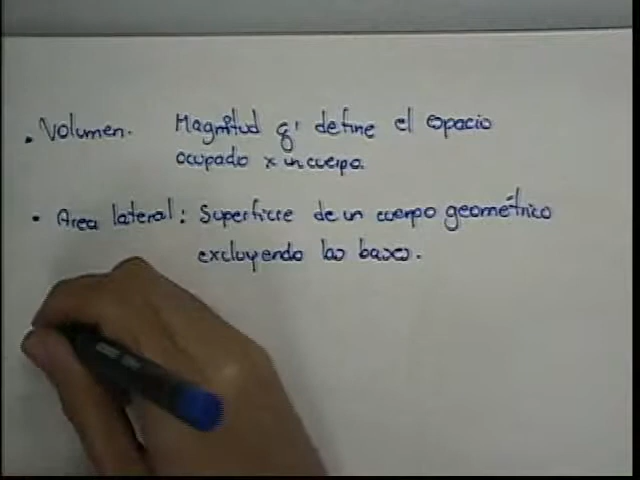 . Volumen. Magnitud q' define el espacio
ocupado x un cuerpo.
• Area lateral: Superficie de un cuerpo geométrico
excluyendo las bases.